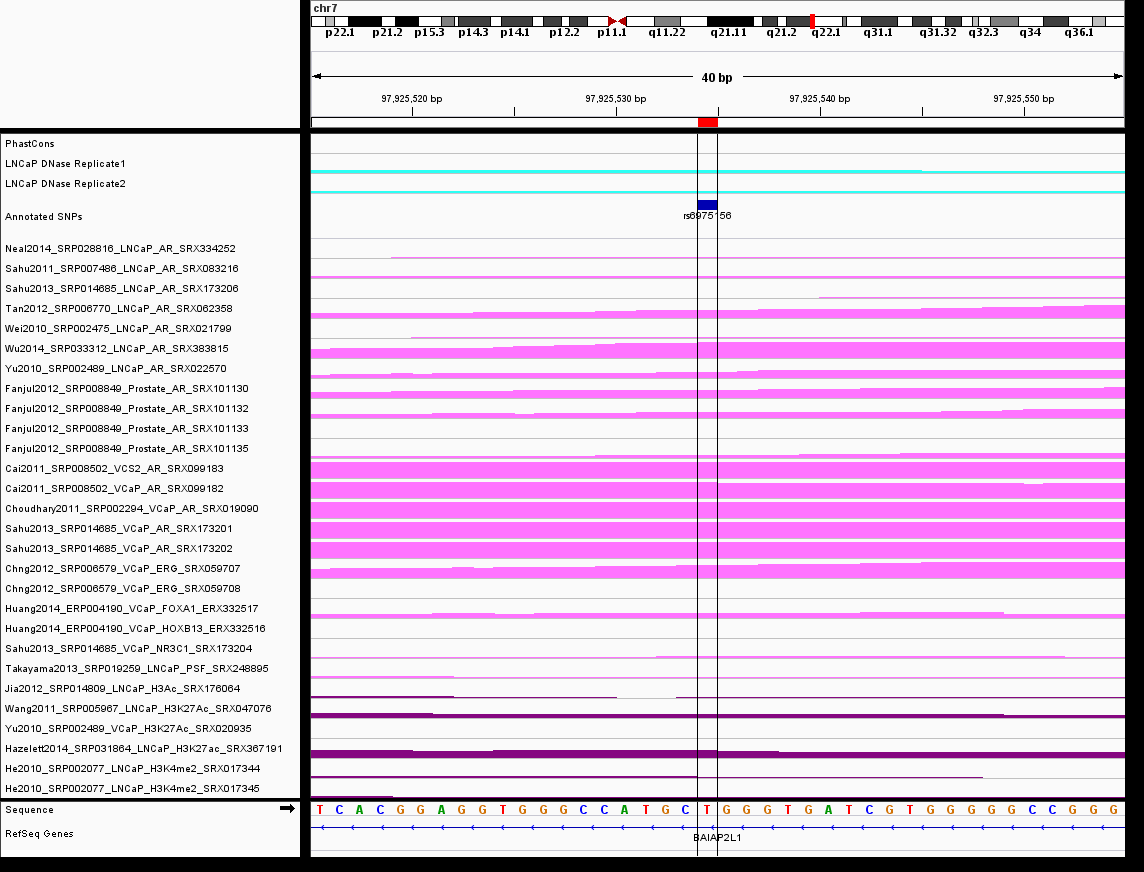 chr7
p22.1 p21.2 p15.3 p14.3 p14.1 p12.2 p11.1 q11.22 q21.11 q21.2 q22.1 q31.1 q31.32 q32.3 q34 q36.1
40 bp
97,925,520 bp 97,925,530 bp 97,925,540 bp 97,925,550 bp
PhastCons
LNCaP DNase Replicate1
LNCaP DNase Replicate2
Annotated SNPs rs6975156
Neal2014_SRP028816_LNCaP_AR_SRX334252
Sahu2011_SRP007486_LNCaP_AR_SRX083216
Sahu2013_SRP014685_LNCaP_AR_SRX173206
Tan2012_SRP006770_LNCaP_AR_SRX062358
Wei2010_SRP002475_LNCaP_AR_SRX021799
Wu2014_SRP033312_LNCaP_AR_SRX383815
Yu2010_SRP002489_LNCaP_AR_SRX022570
Fanjul2012_SRP008849_Prostate_AR_SRX101130
Fanjul2012_SRP008849_Prostate_AR_SRX101132
Fanjul2012_SRP008849_Prostate_AR_SRX101133
Fanjul2012_SRP008849_Prostate_AR_SRX101135
Cai2011_SRP008502_VCS2_AR_SRX099183
Cai2011_SRP008502_VCaP_AR_SRX099182
Choudhary2011_SRP002294_VCaP_AR_SRX019090
Sahu2013_SRP014685_VCaP_AR_SRX173201
Sahu2013_SRP014685_VCaP_AR_SRX173202
Chng2012_SRP006579_VCaP_ERG_SRX059707
Chng2012_SRP006579_VCaP_ERG_SRX059708
Huang2014_ERP004190_VCaP_FOXA1_ERX332517
Huang2014_ERP004190_VCaP_HOXB13_ERX332516
Sahu2013_SRP014685_VCaP_NR3C1_SRX173204
Takayama2013_SRP019259_LNCaP_PSF_SRX248895
Jia2012_SRP014809_LNCaP_H3Ac_SRX176064
Wang2011_SRP005967_LNCaP_H3K27Ac_SRX047076
Yu2010_SRP002489_VCaP_H3K27Ac_SRX020935
Hazelett2014_SRP031864_LNCaP_H3K27ac_SRX367191
He2010_SRP002077_LNCaP_H3K4me2_SRX017344
He2010_SRP002077_LNCaP_H3K4me2_SRX017345
Sequence T C A C G G A G G T G G G C C A T G C T G G G T G A T C G T G G G G G C C G G G
RefSeq Genes
BAIAP2L1